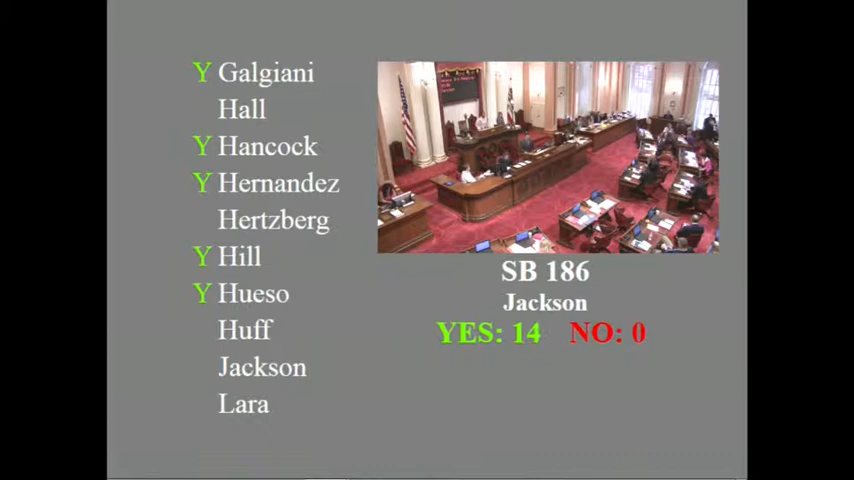 Y Galgiani
Hall
Y Hancock
Y Hernandez
Hertzberg
Y Hill
Y Hueso
Huff
Jackson
Lara
SB 186
Jackson
YES: 14 NO: 0